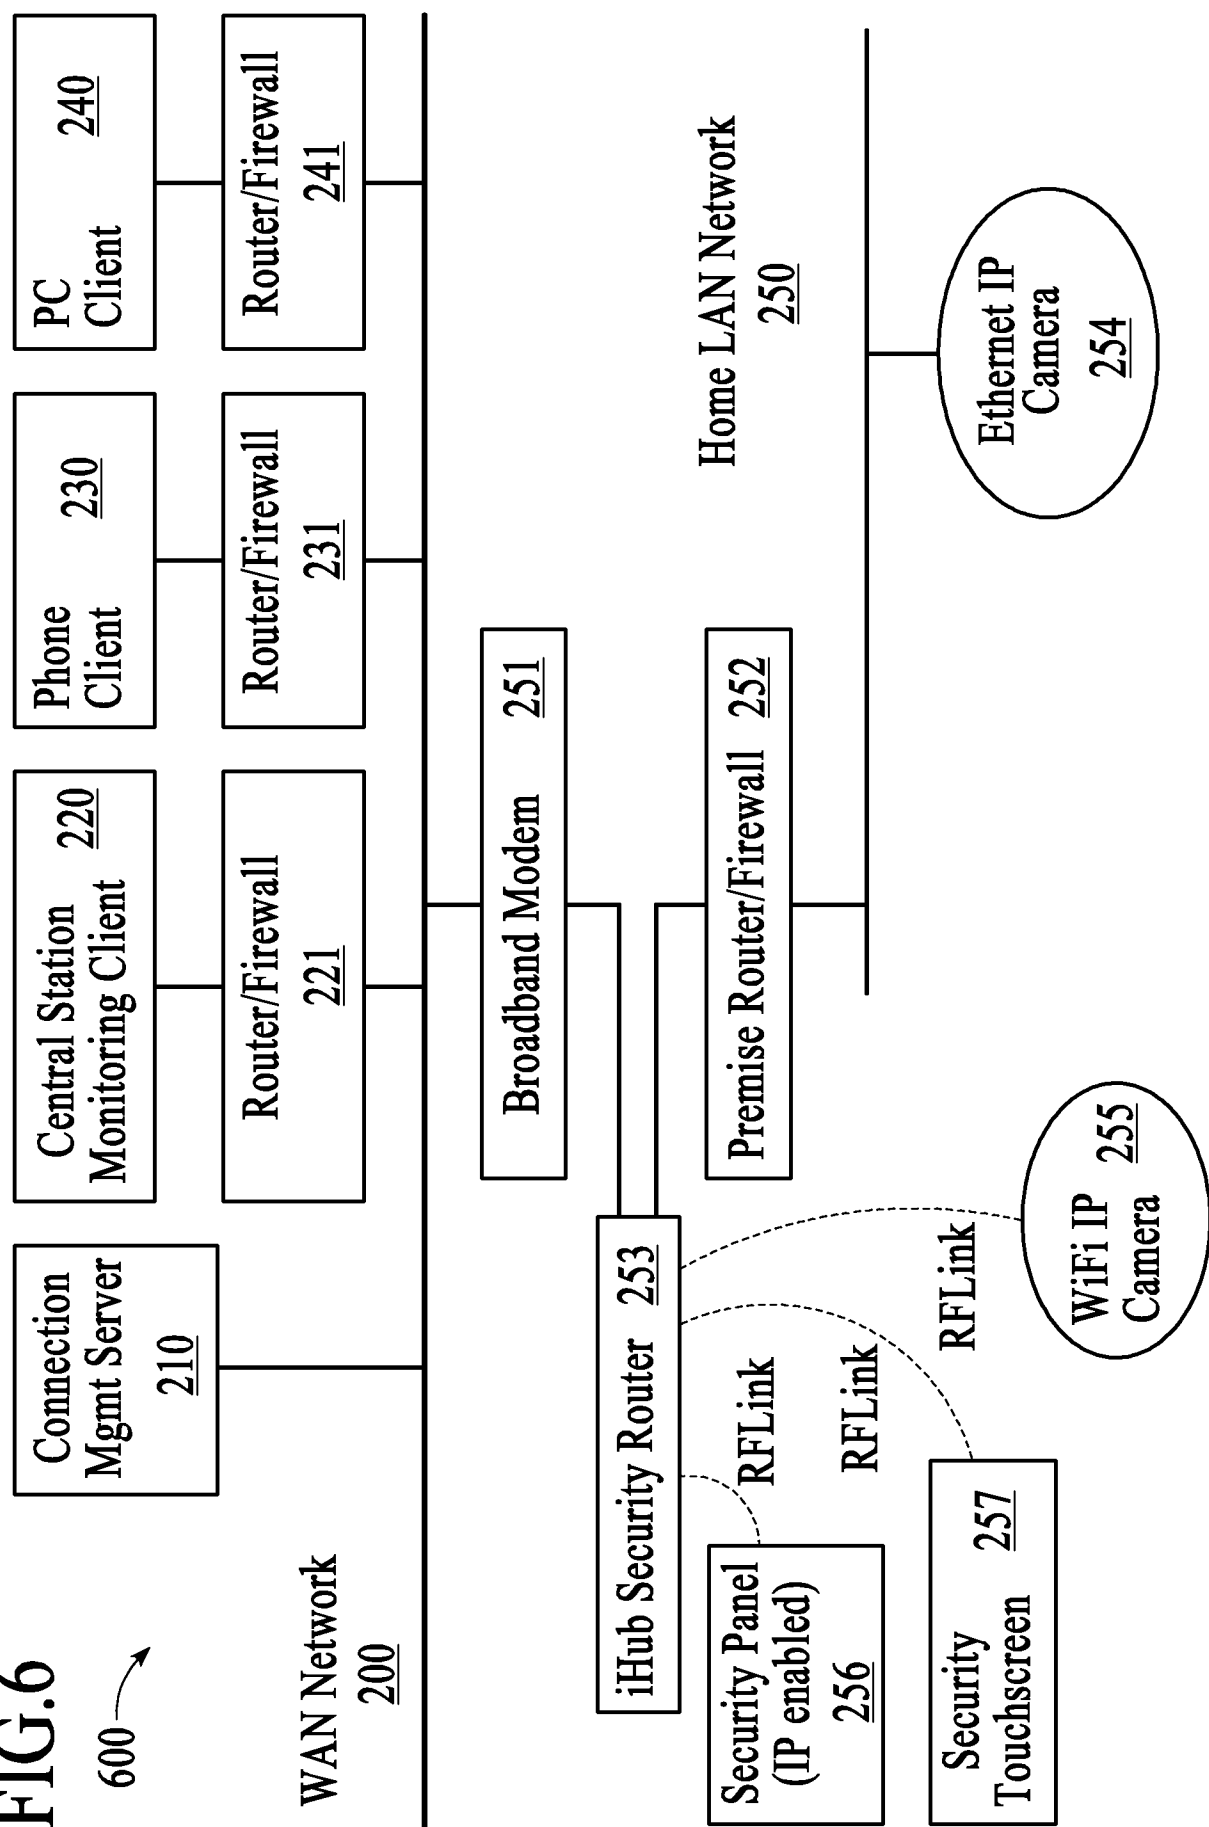 FIG.6
600
Connection
Mgmt Server
210
Central Station
Monitoring Client
220
Phone
Client
230
PC
Client
240
Router/Firewall
221
Router/Firewall
231
Router/Firewall
241
WAN Network
200
Broadband Modem 251
iHub Security Router 253
Premise Router/Firewall 252
Home LAN Network
250
RFLink
RFLink
RFLink
Security Panel
(IP enabled)
256
Security
Touchscreen
257
WiFi IP
Camera
255
Ethernet IP
Camera
254